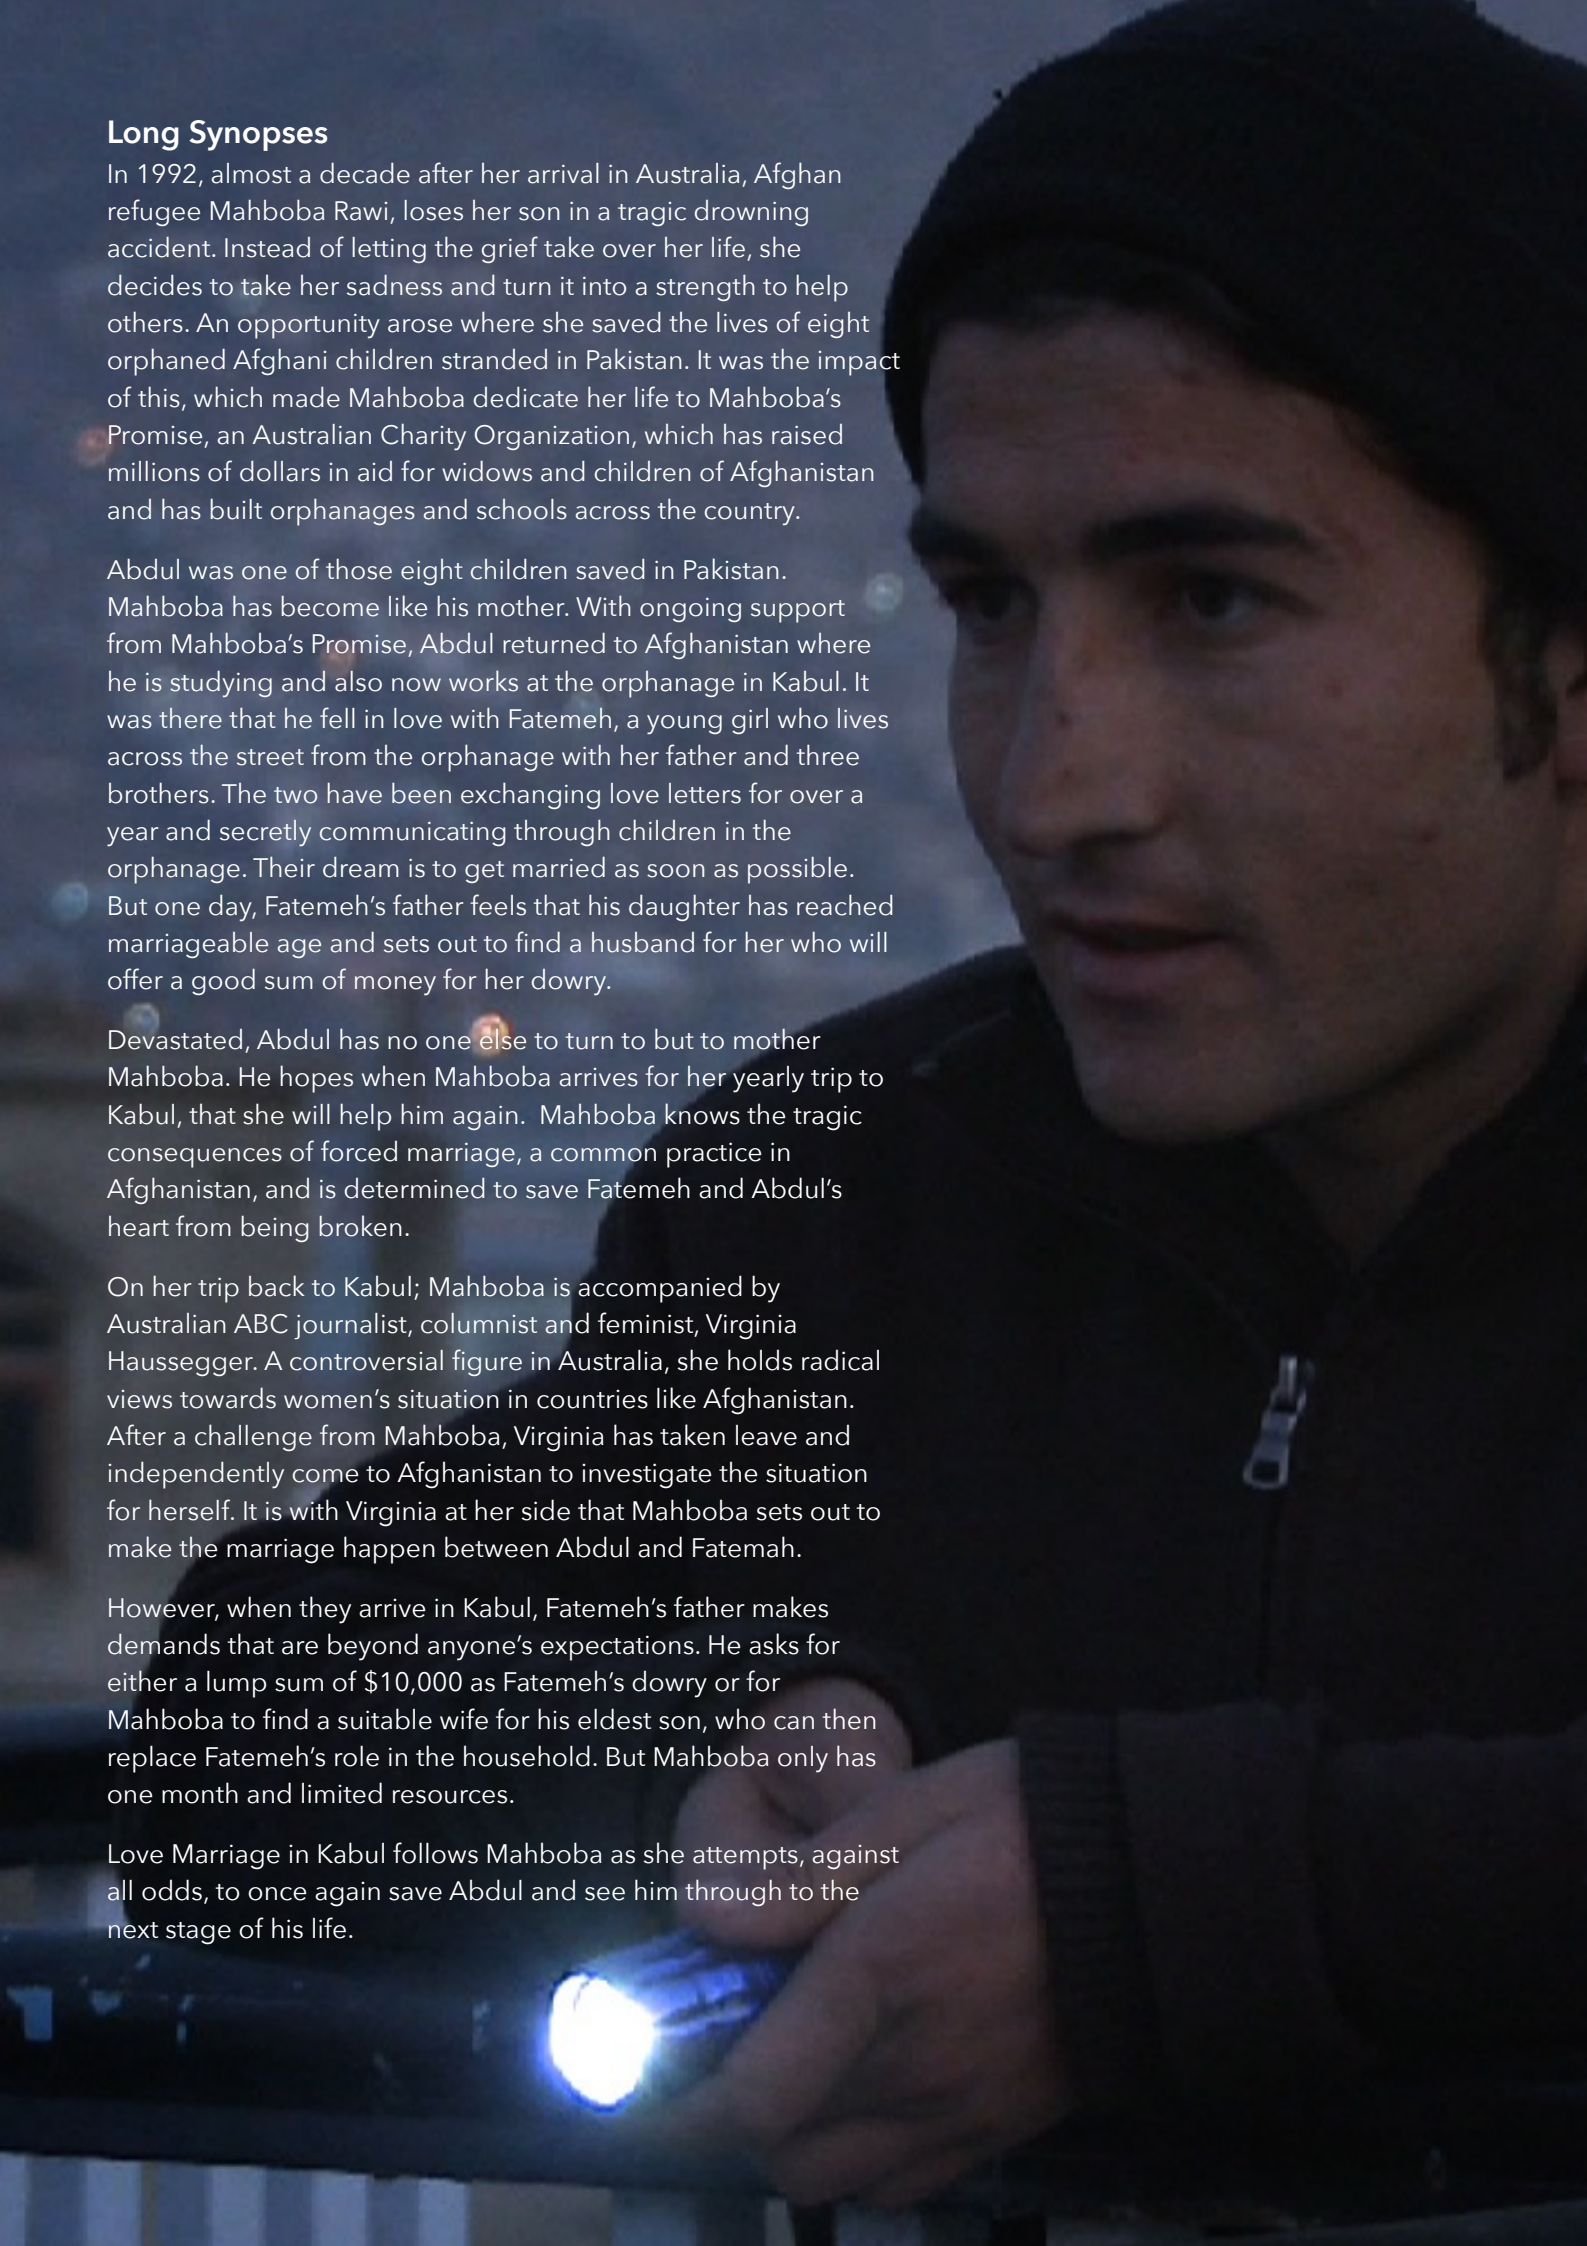 Long Synopses
In 1992, almost a decade after her arrival in Australia, Afghan
refugee Mahboba Rawi, loses her son in a tragic drowning
accident. Instead of letting the grief take over her life, she
decides to take her sadness and turn it into a strength to help
others. An opportunity arose where she saved the lives of eight
orphaned Afghani children stranded in Pakistan. It was the impact
of this, which made Mahboba dedicate her life to Mahboba’s
Promise, an Australian Charity Organization, which has raised
millions of dollars in aid for widows and children of Afghanistan
and has built orphanages and schools across the country.
Abdul was one of those eight children saved in Pakistan.
Mahboba has become like his mother. With ongoing support
from Mahboba’s Promise, Abdul returned to Afghanistan where
he is studying and also now works at the orphanage in Kabul. It
was there that he fell in love with Fatemeh, a young girl who lives
across the street from the orphanage with her father and three
brothers. The two have been exchanging love letters for over a
year and secretly communicating through children in the
orphanage. Their dream is to get married as soon as possible.
But one day, Fatemeh’s father feels that his daughter has reached
marriageable age and sets out to find a husband for her who will
offer a good sum of money for her dowry.
Devastated, Abdul has no one else to turn to but to mother
Mahboba. He hopes when Mahboba arrives for her yearly trip to
Kabul, that she will help him again.  Mahboba knows the tragic
consequences of forced marriage, a common practice in
Afghanistan, and is determined to save Fatemeh and Abdul’s
heart from being broken.
On her trip back to Kabul; Mahboba is accompanied by
Australian ABC journalist, columnist and feminist, Virginia
Haussegger. A controversial figure in Australia, she holds radical
views towards women’s situation in countries like Afghanistan.
After a challenge from Mahboba, Virginia has taken leave and
independently come to Afghanistan to investigate the situation
for herself. It is with Virginia at her side that Mahboba sets out to
make the marriage happen between Abdul and Fatemah.
However, when they arrive in Kabul, Fatemeh’s father makes
demands that are beyond anyone’s expectations. He asks for
either a lump sum of $10,000 as Fatemeh’s dowry or for
Mahboba to find a suitable wife for his eldest son, who can then
replace Fatemeh’s role in the household. But Mahboba only has
one month and limited resources.
Love Marriage in Kabul follows Mahboba as she attempts, against
all odds, to once again save Abdul and see him through to the
next stage of his life.